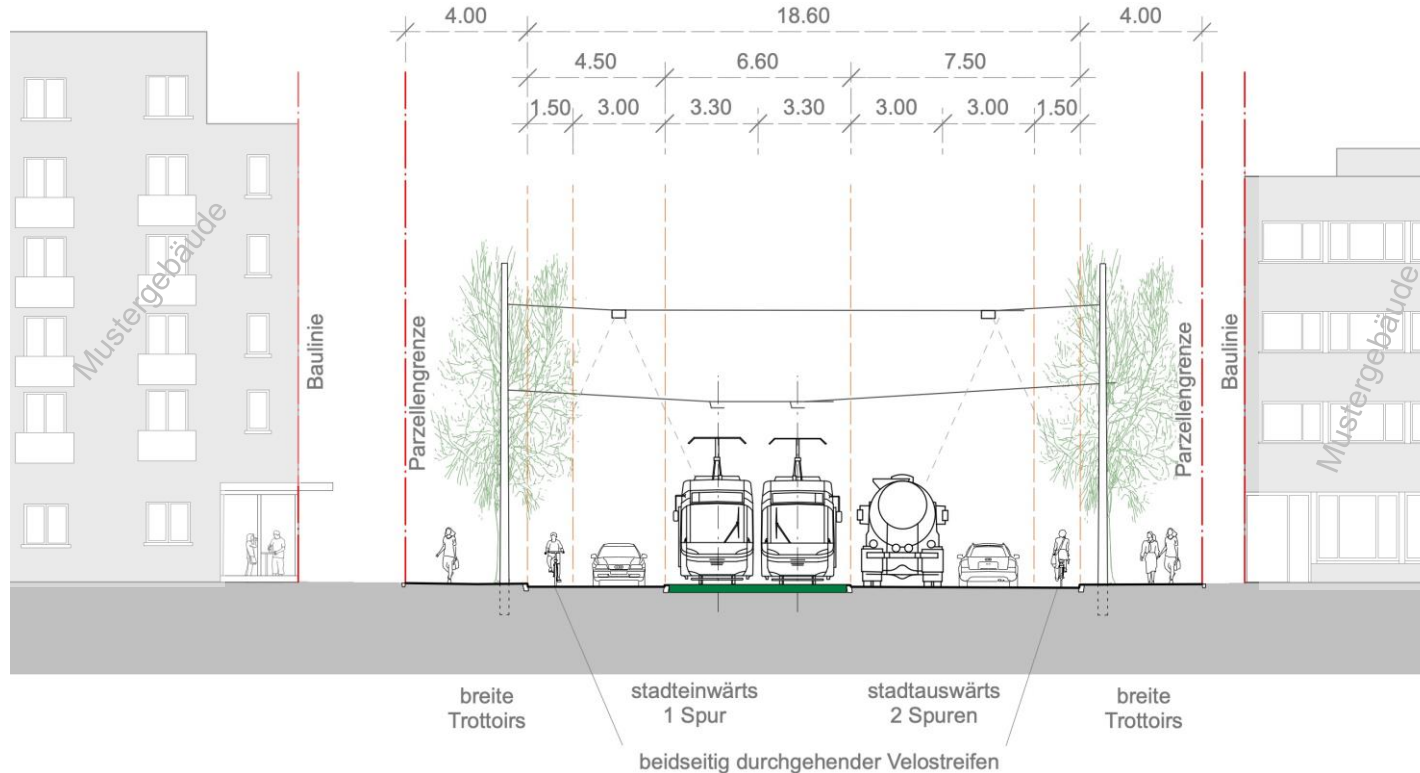 4.00 18.60 4.00
4.50 6.60 7.50
1.50 3.00 3.30 3.30 3.00 3.00 1.50
Mustergebäude
Baulinie
Parzellengrenze
Parzellengrenze
Baulinie
Mustergebäude
breite
Trottoirs
stadteinwärts
1 Spur
stadtauswärts
2 Spuren
breite
Trottoirs
beidseitig durchgehender Velostreifen